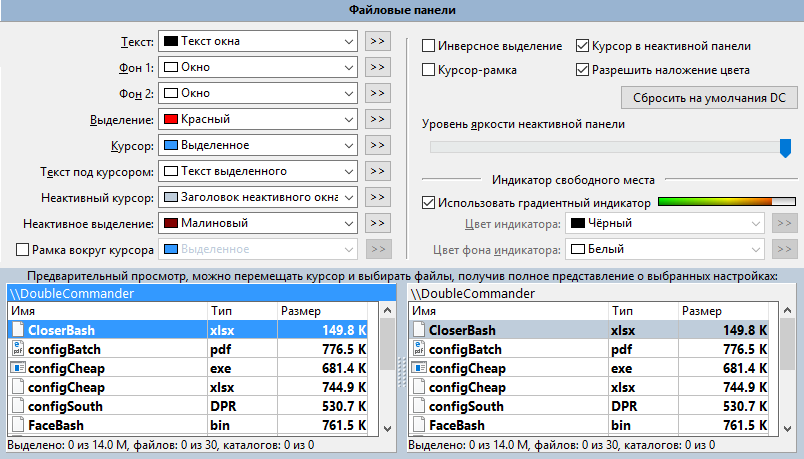 Файловые панели
Текст: Текст окна >>
Фон 1: Окно >>
Фон 2: Окно >>
Выделение: Красный >>
Курсор: Выделенное >>
Текст под курсором: Текст выделенного >>
Неактивный курсор: Заголовок неактивного окна >>
Неактивное выделение: Малиновый >>
Рамка вокруг курсора Выделенное >>
Инверсное выделение Курсор в неактивной панели
Курсор-рамка Разрешить наложение цвета
Сбросить на умолчания DC
Уровень яркости неактивной панели
Индикатор свободного места
Использовать градиентный индикатор
Цвет индикатора: Чёрный >>
Цвет фона индикатора: Белый >>
Предварительный просмотр, можно перемещать курсор и выбирать файлы, получив полное представление о выбранных настройках:
\\DoubleCommander
Имя Тип Размер
CloserBash xlsx 149.8 K
configBatch pdf 776.5 K
configCheap exe 681.4 K
configCheap xlsx 744.9 K
configSouth DPR 530.7 K
FaceBash bin 761.5 K
Выделено: 0 из 14.0 M, файлов: 0 из 30, каталогов: 0 из 0
\\DoubleCommander
Имя Тип Размер
CloserBash xlsx 149.8 K
configBatch pdf 776.5 K
configCheap exe 681.4 K
configCheap xlsx 744.9 K
configSouth DPR 530.7 K
FaceBash bin 761.5 K
Выделено: 0 из 14.0 M, файлов: 0 из 30, каталогов: 0 из 0